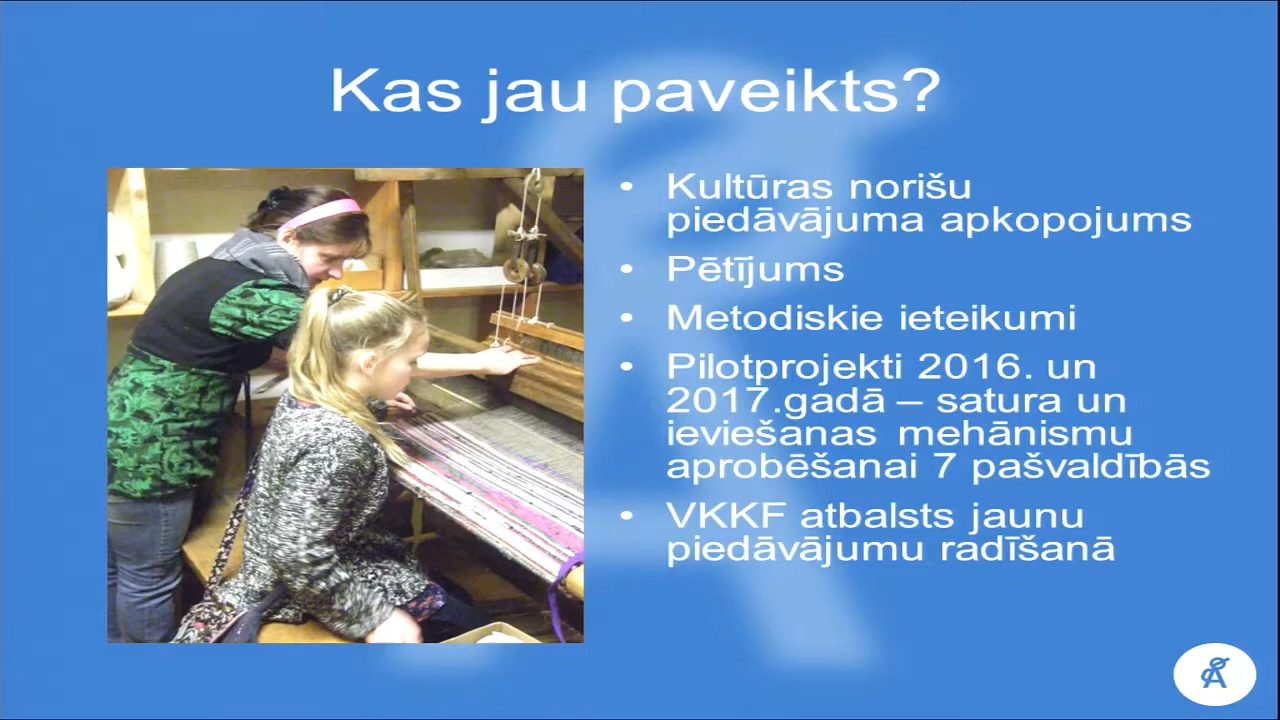 Kas jau paveikts?
• Kultūras norišu
piedāvājuma apkopojums
• Pētījums
• Metodiskie ieteikumi
• Pilotprojekti 2016. un
2017.gadā – satura un
ieviešanas mehānismu
aprobēšanai 7 pašvaldībās
• VKKF atbalsts jaunu
piedāvājumu radīšanā